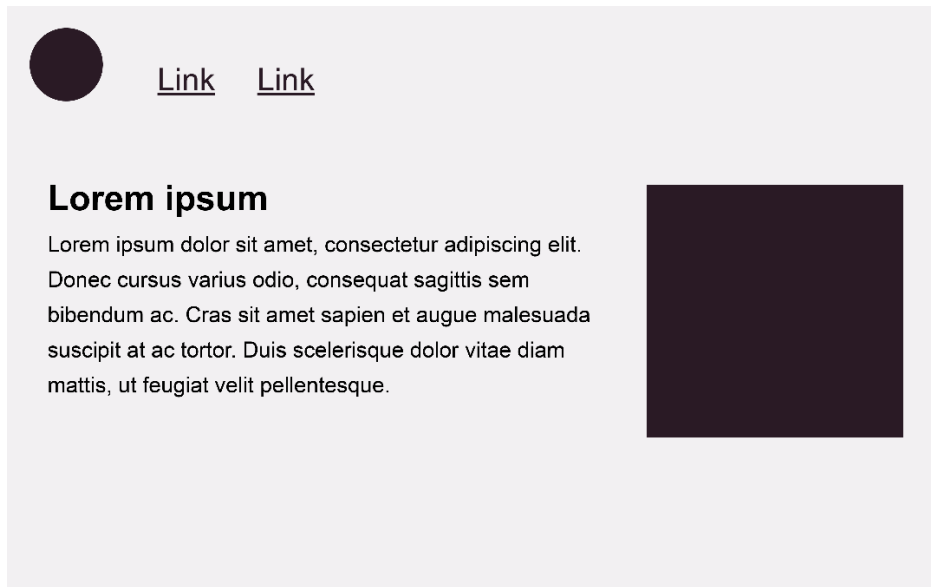 Link Link
Lorem ipsum
Lorem ipsum dolor sit amet, consectetur adipiscing elit.
Donec cursus varius odio, consequat sagittis sem
bibendum ac. Cras sit amet sapien et augue malesuada
suscipit at ac tortor. Duis scelerisque dolor vitae diam
mattis, ut feugiat velit pellentesque.